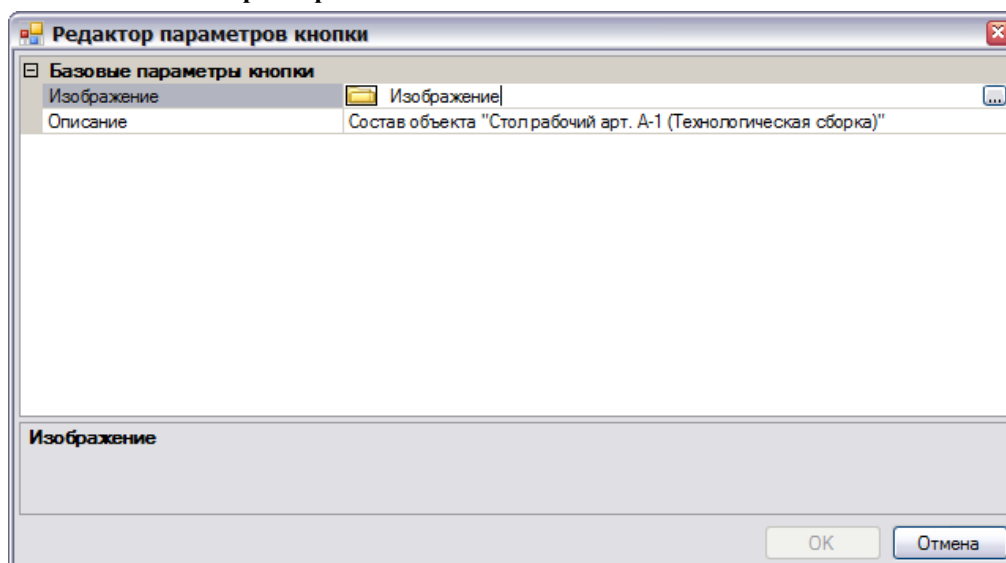 Редактор параметров кнопки
Базовые параметры кнопки
Изображение Изображение ...
Описание Состав объекта "Стол рабочий арт. А-1 (Технологическая сборка)"
Изображение
OK Отмена